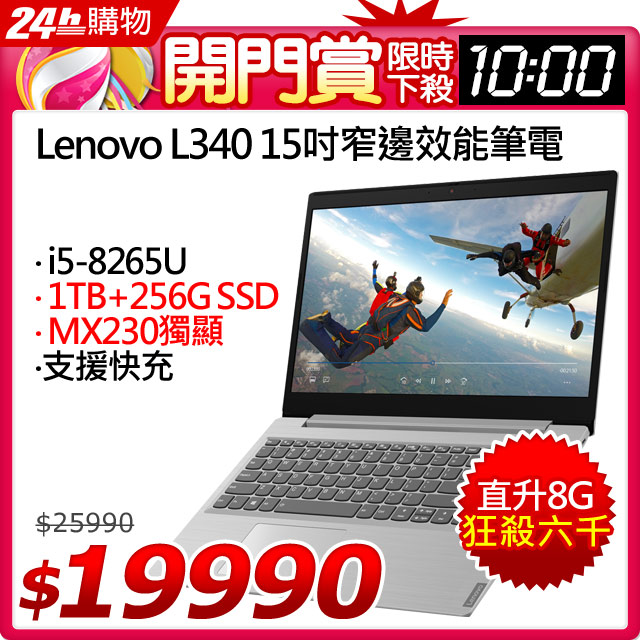 24h購物
開門賞
限時
下殺
10:00
Lenovo L340 15吋窄邊效能筆電
· i5-8265U
· 1TB+256G SSD
· MX230獨顯
·支援快充
直升8G
狂殺六千
$25990
$19990
Lenovo